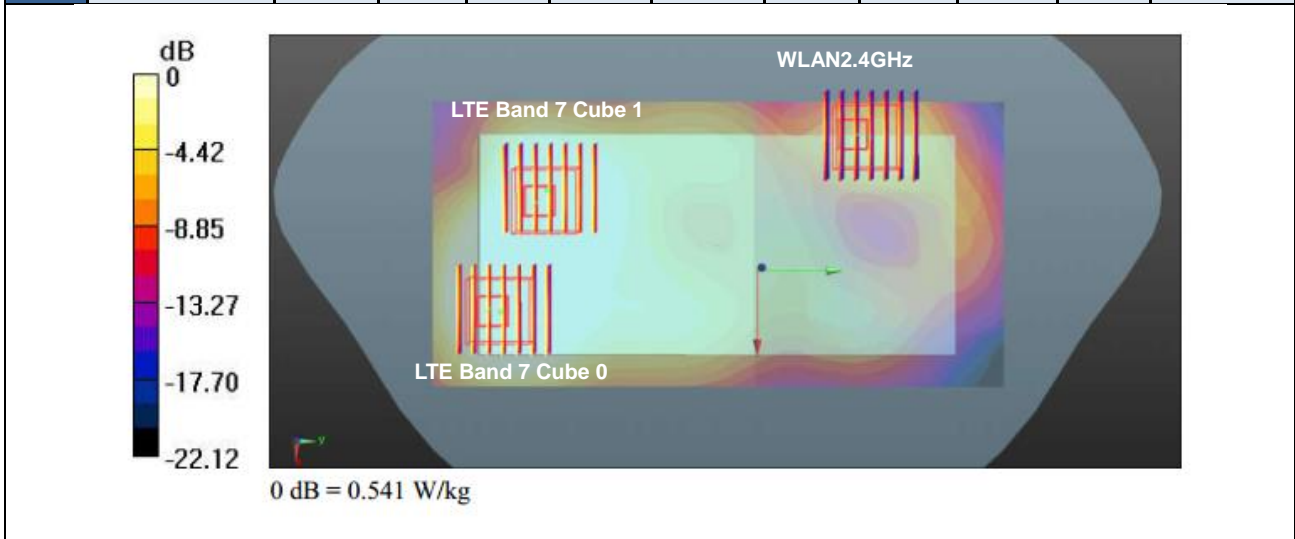 dB
0
-4.42
-8.85
-13.27
-17.70
-22.12
WLAN2.4GHz
LTE Band 7 Cube 1
LTE Band 7 Cube 0
y
0 dB = 0.541 W/kg